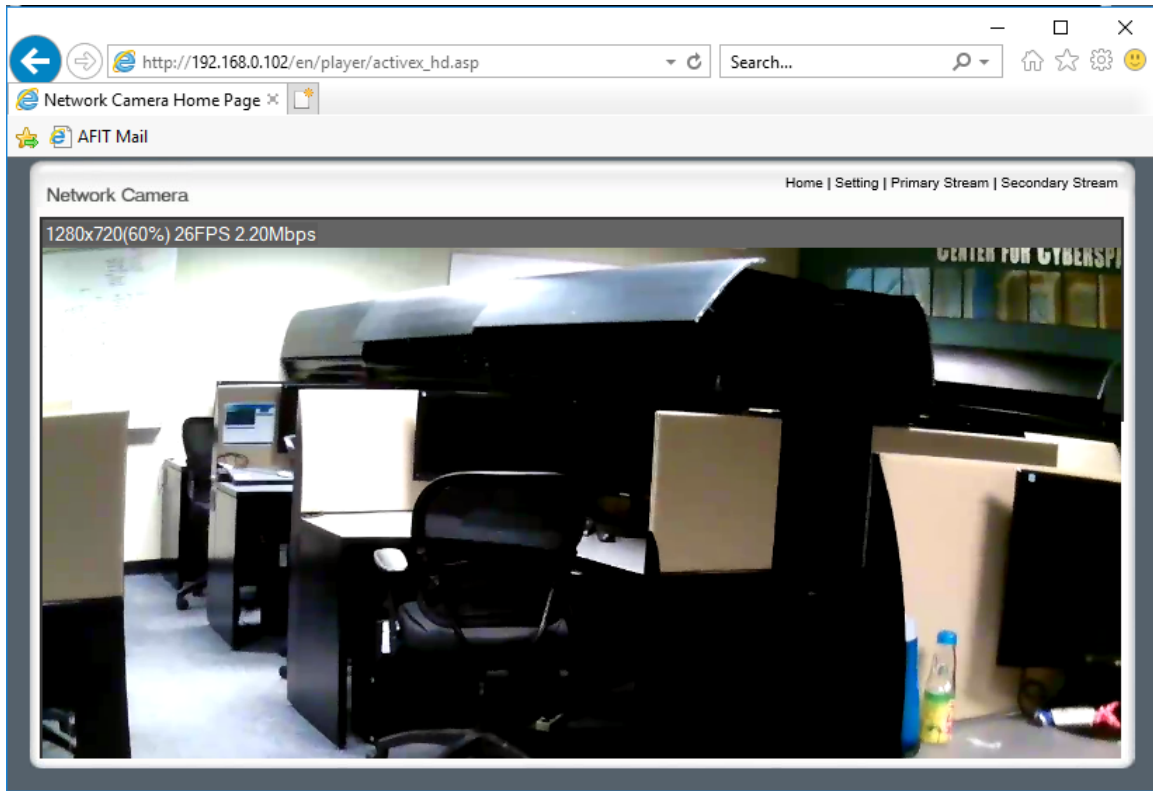 http://192.168.0.102/en/player/activex_hd.asp
Search...
Network Camera Home Page
AFIT Mail
Network Camera
Home | Setting | Primary Stream | Secondary Stream
1280x720(60%) 26FPS 2.20Mbps
CENTER FOR CYBERSP